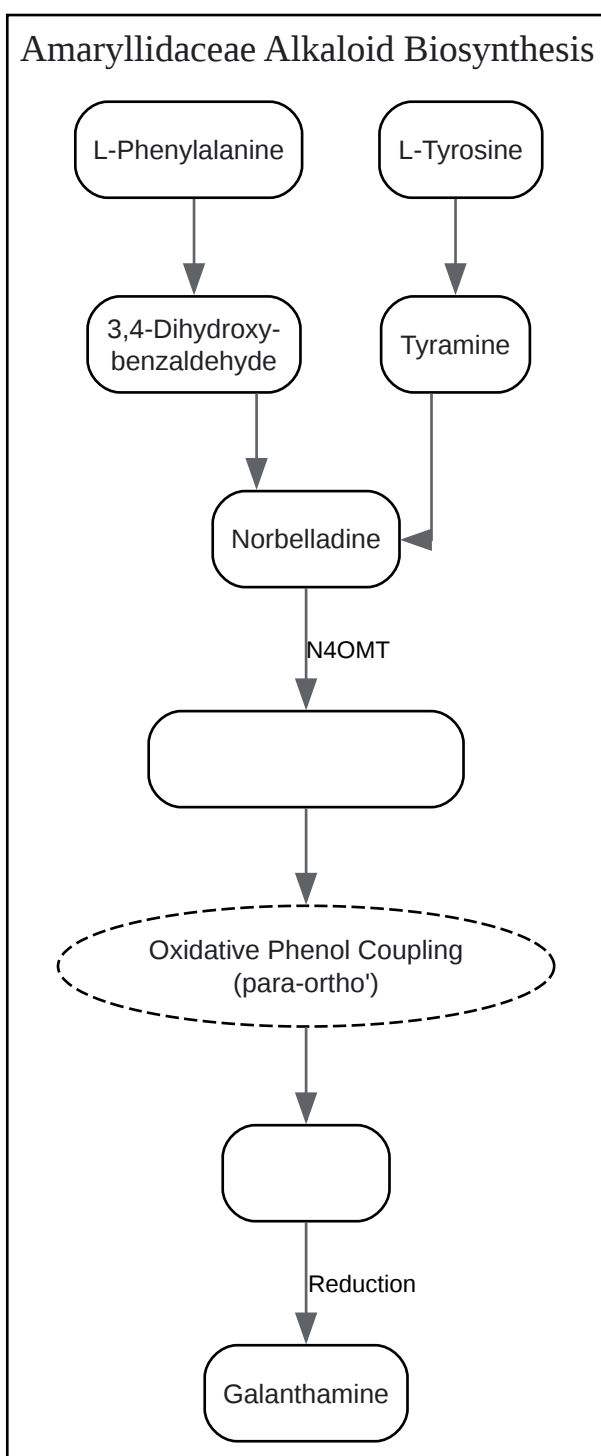 Amaryllidaceae Alkaloid Biosynthesis
L-Phenylalanine
L-Tyrosine
3,4-Dihydroxy-
benzaldehyde
Tyramine
Norbelladine
N4OMT
Oxidative Phenol Coupling
(para-ortho')
Reduction
Galanthamine